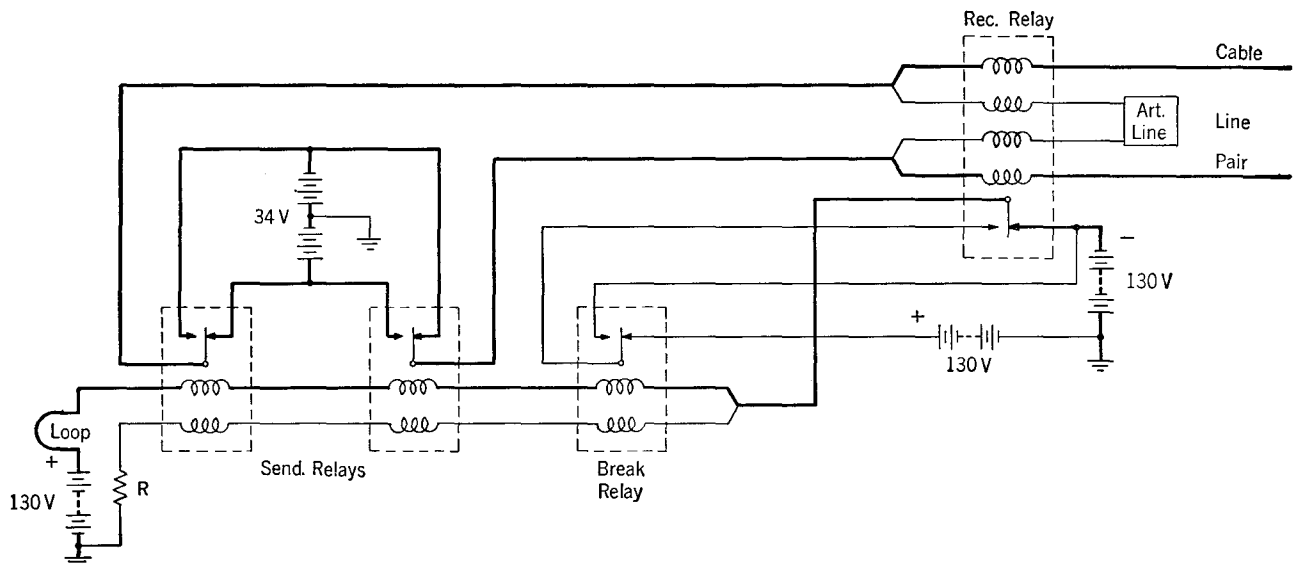 Rec. Relay
Cable
Art.
Line
Line
Pair
34 V
−
130 V
+
130 V
Loop
+
130 V
R
Send. Relays
Break
Relay